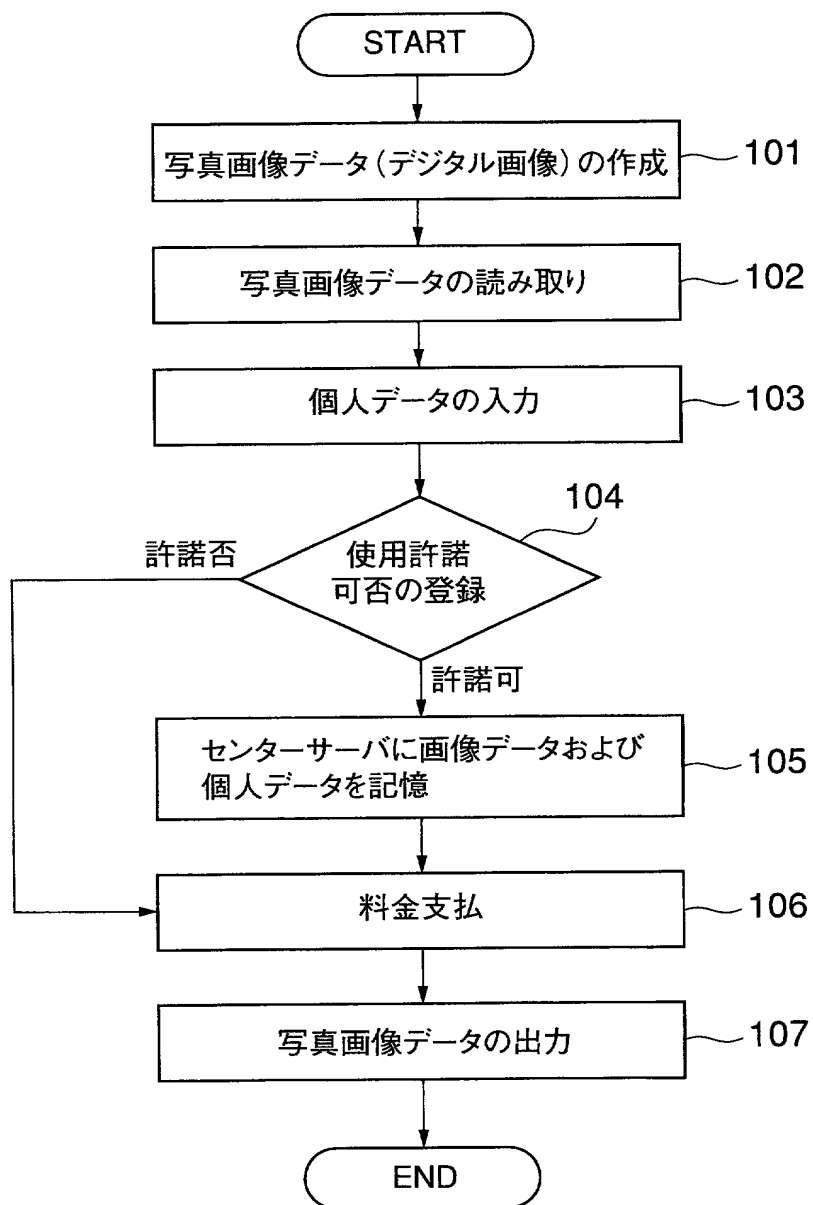 START
写真画像データ(デジタル画像)の作成
101
写真画像データの読み取り
102
個人データの入力
103
104
許諾否
使用許諾
可否の登録
許諾可
センターサーバに画像データおよび
個人データを記憶
105
料金支払
106
写真画像データの出力
107
END